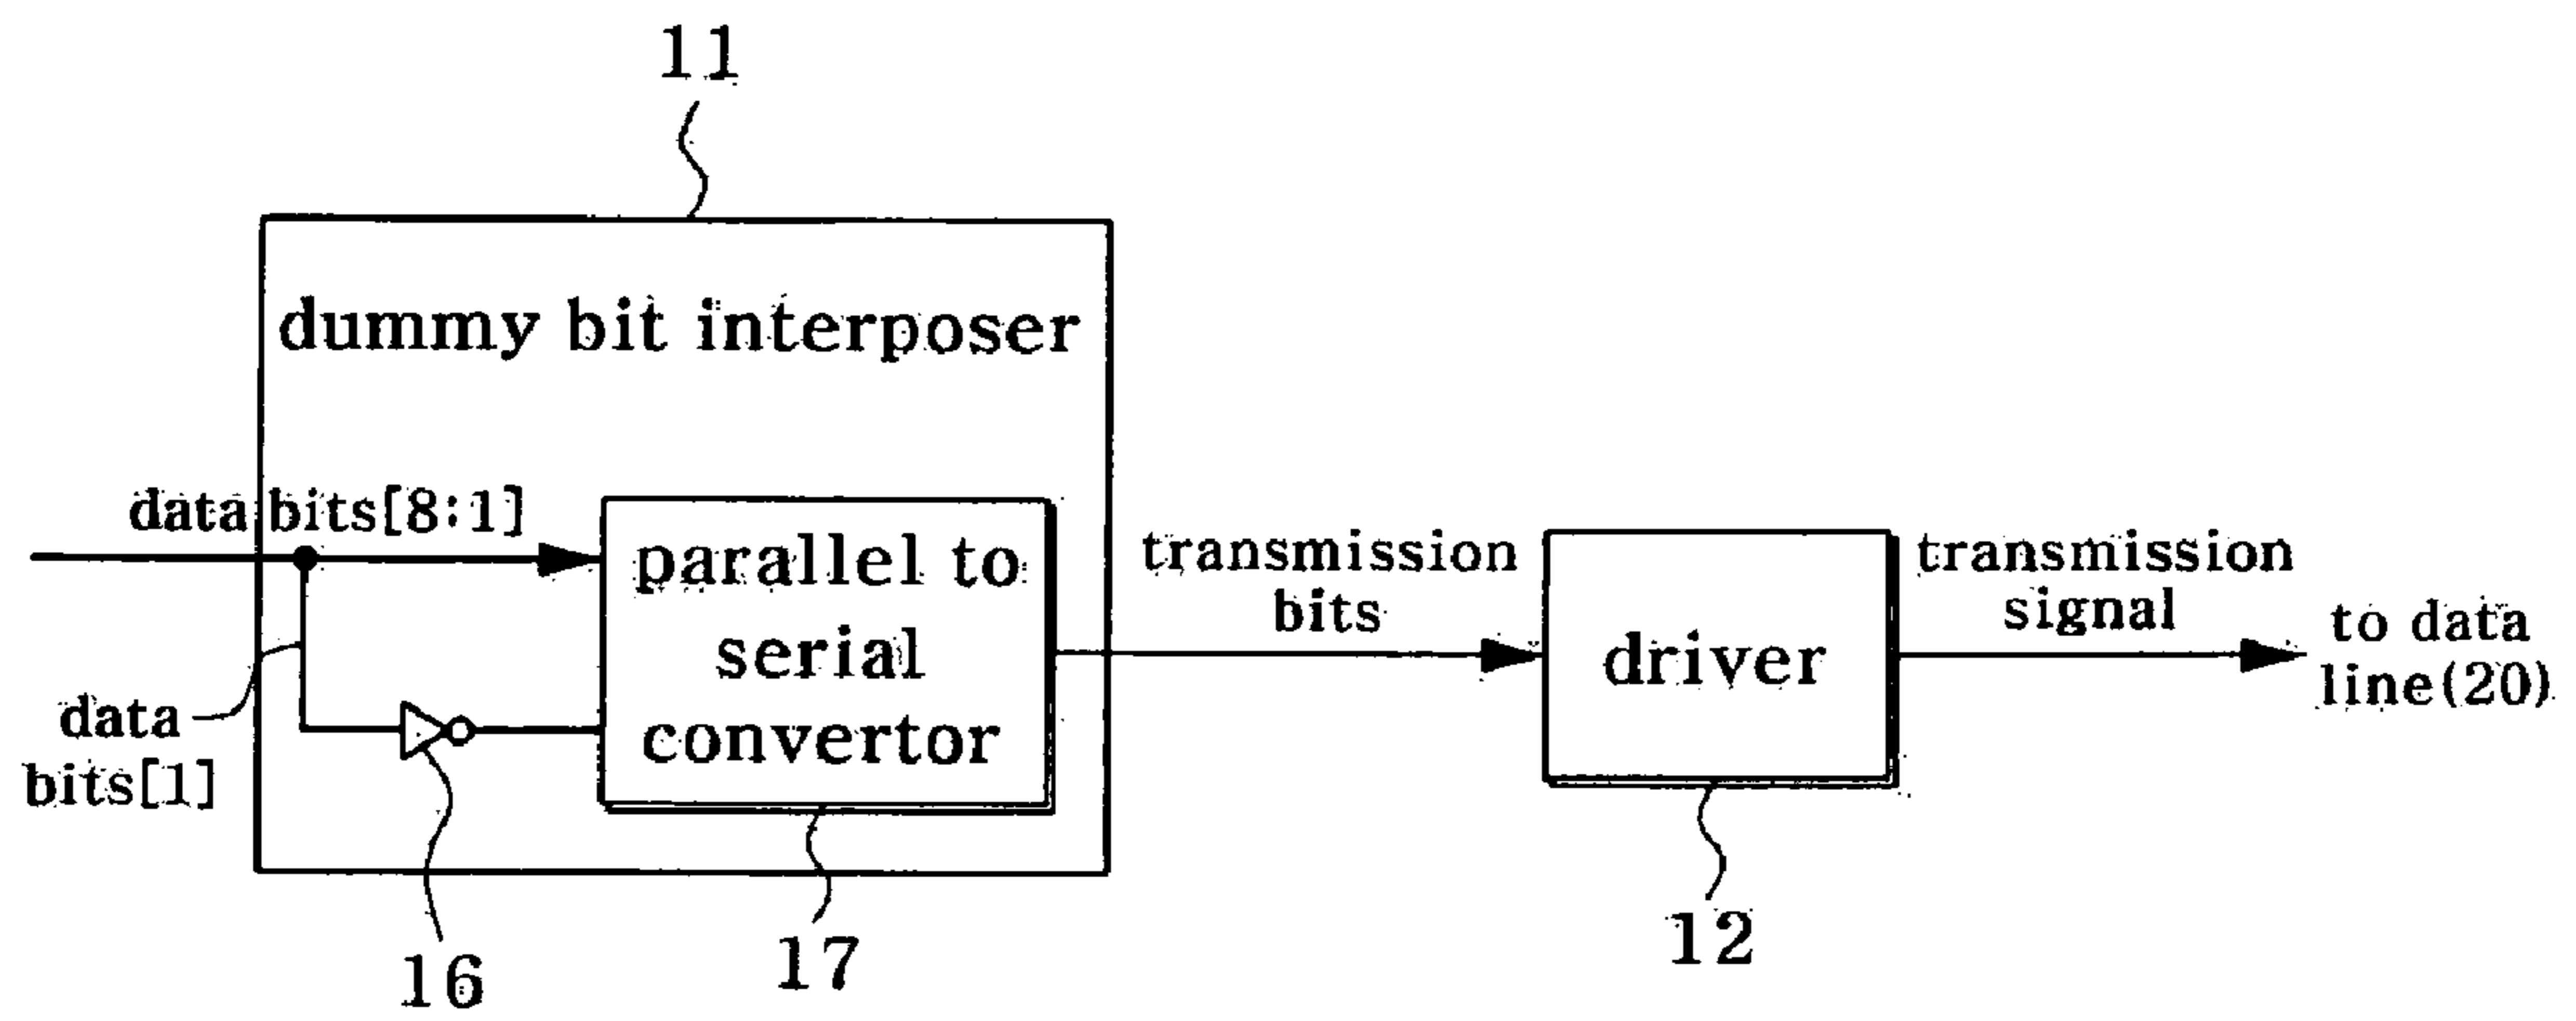 11
dummy bit interposer
data bits[8:1]
parallel to
serial
convertor
data
bits[1]
16
17
transmission
bits
driver
12
transmission
signal
to data
line(20)